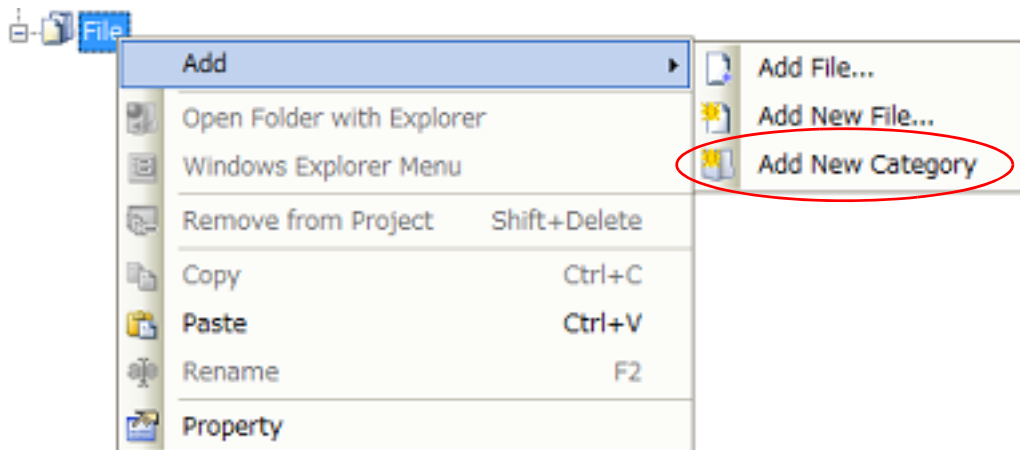 File
Add
Add File...
Add New File...
Add New Category
Open Folder with Explorer
Windows Explorer Menu
Remove from Project Shift+Delete
Copy Ctrl+C
Paste Ctrl+V
Rename F2
Property